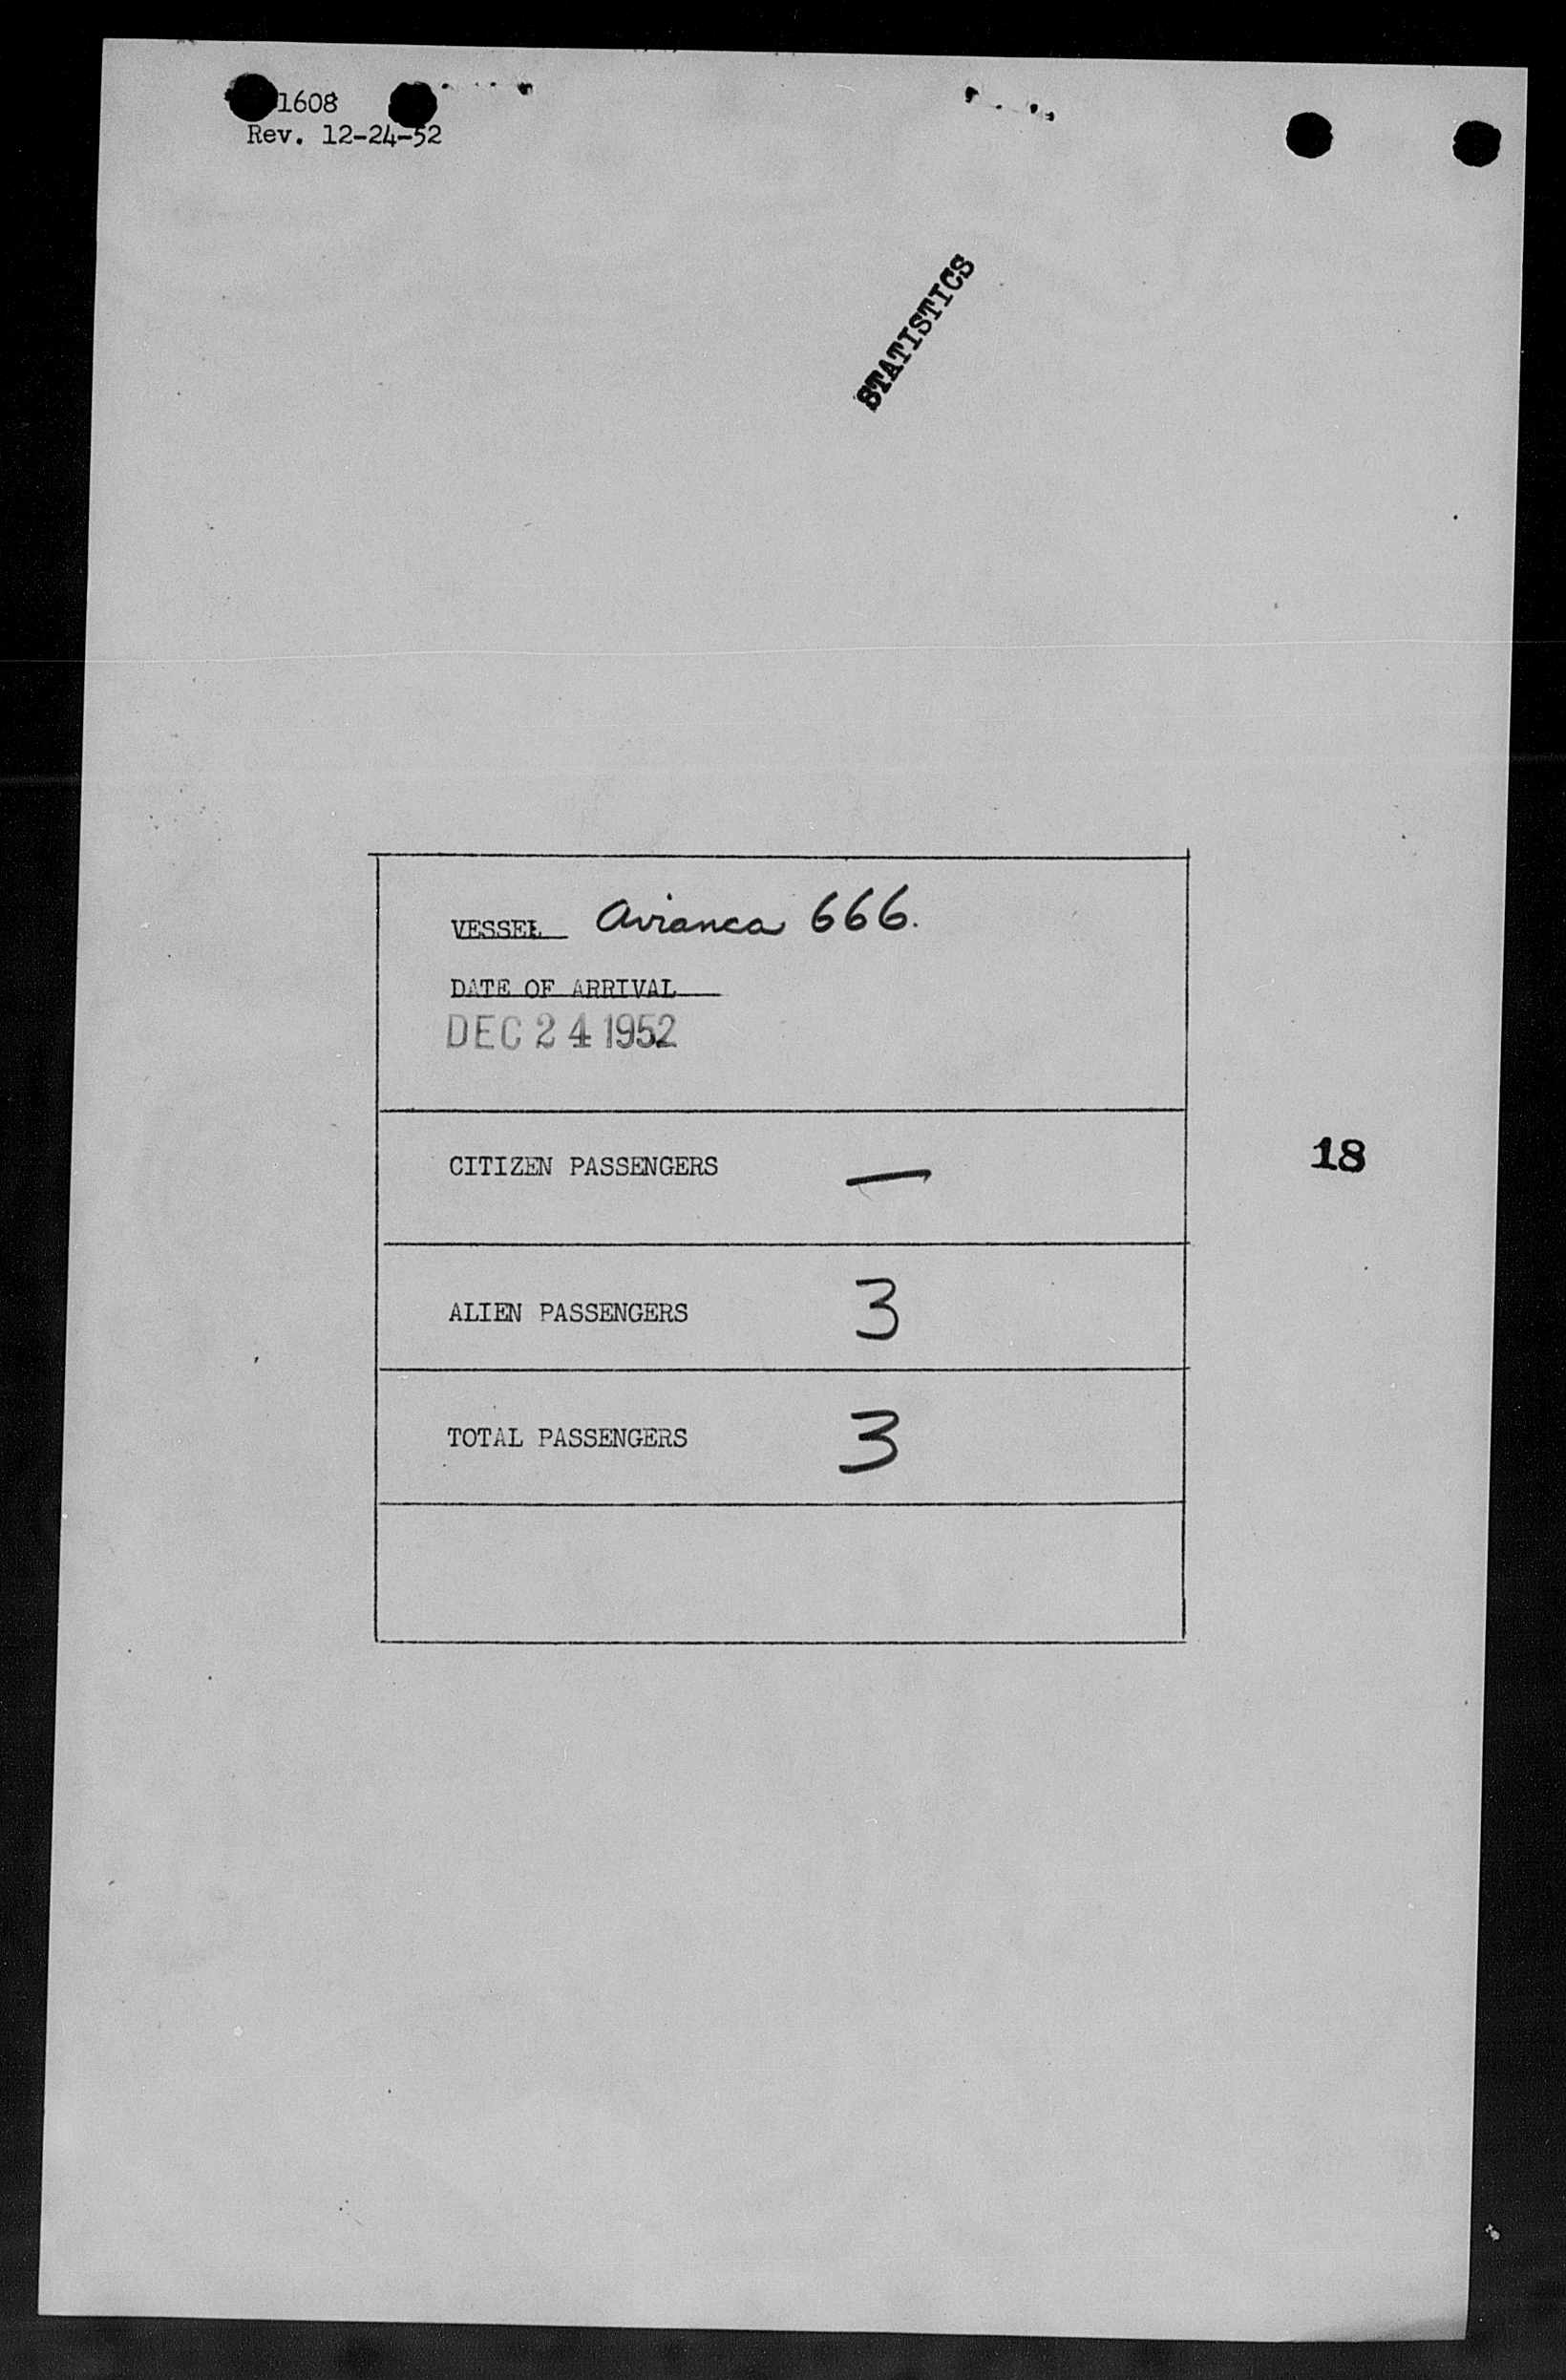 1608
Rev. 12-24-52
STATISTICS
VESSEL Avianca 666.
DATE OF ARRIVAL
DEC 24 1952
CITIZEN PASSENGERS —
18
ALIEN PASSENGERS 3
TOTAL PASSENGERS 3